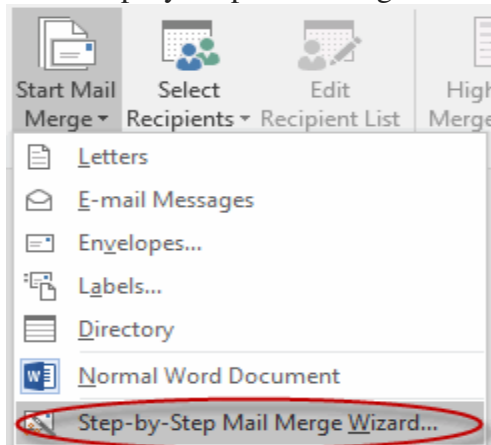 Start Mail Select Edit High
Merge Recipients Recipient List Merge
Letters
E-mail Messages
Envelopes...
Labels...
Directory
Normal Word Document
Step-by-Step Mail Merge Wizard...